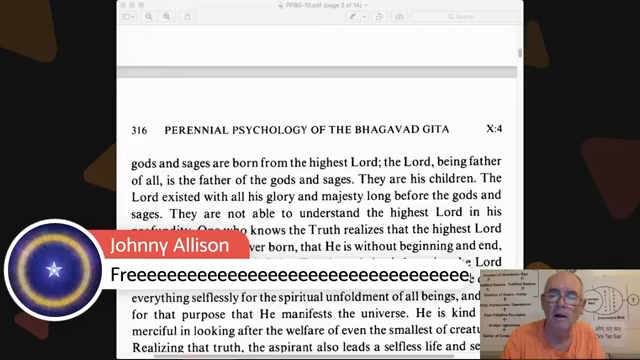 PPBG-10.pdf (page 2 of 14)
Search
316 PERENNIAL PSYCHOLOGY OF THE BHAGAVAD GITA X:4
gods and sages are born from the highest Lord; the Lord, being father
of all, is the father of the gods and sages. They are his children. The
Lord existed with all his glory and majesty long before the gods and
sages. They are not able to understand the highest Lord in his
One who knows the Truth realizes that the highest Lord
ver born, that He is without beginning and end,
Johnny Allison
Freeeeeeeeeeeeeeeeeeeeeeeeeeeeeeeeeeeee
everything selflessly for the spiritual unfoldment of all beings, and
for that purpose that He manifests the universe. He is kind
merciful in looking after the welfare of even the smallest of creatu
Realizing that truth, the aspirant also leads a selfless life and se
Om Tat Sat